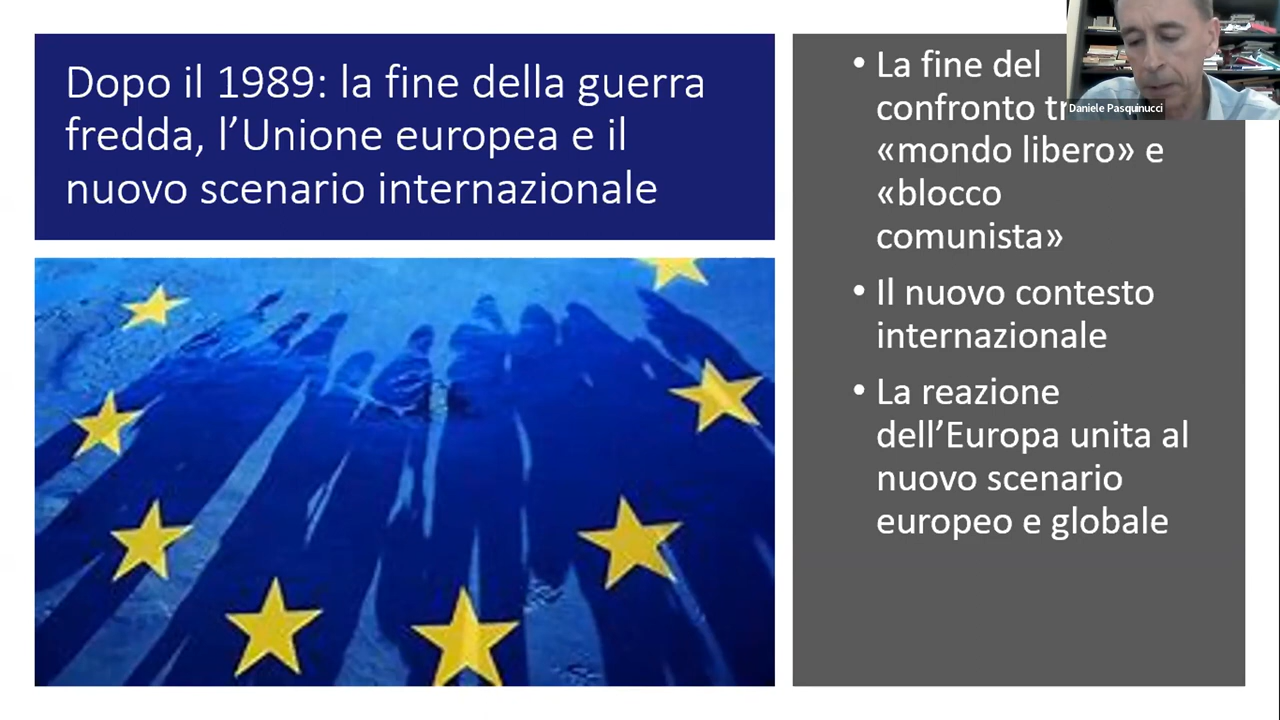 Dopo il 1989: la fine della guerra
fredda, l’Unione europea e il
nuovo scenario internazionale
• La fine del
confronto
«mondo libero» e
«blocco
comunista»
• Il nuovo contesto
internazionale
• La reazione
dell’Europa unita al
nuovo scenario
europeo e globale
Daniele Pasquinucci